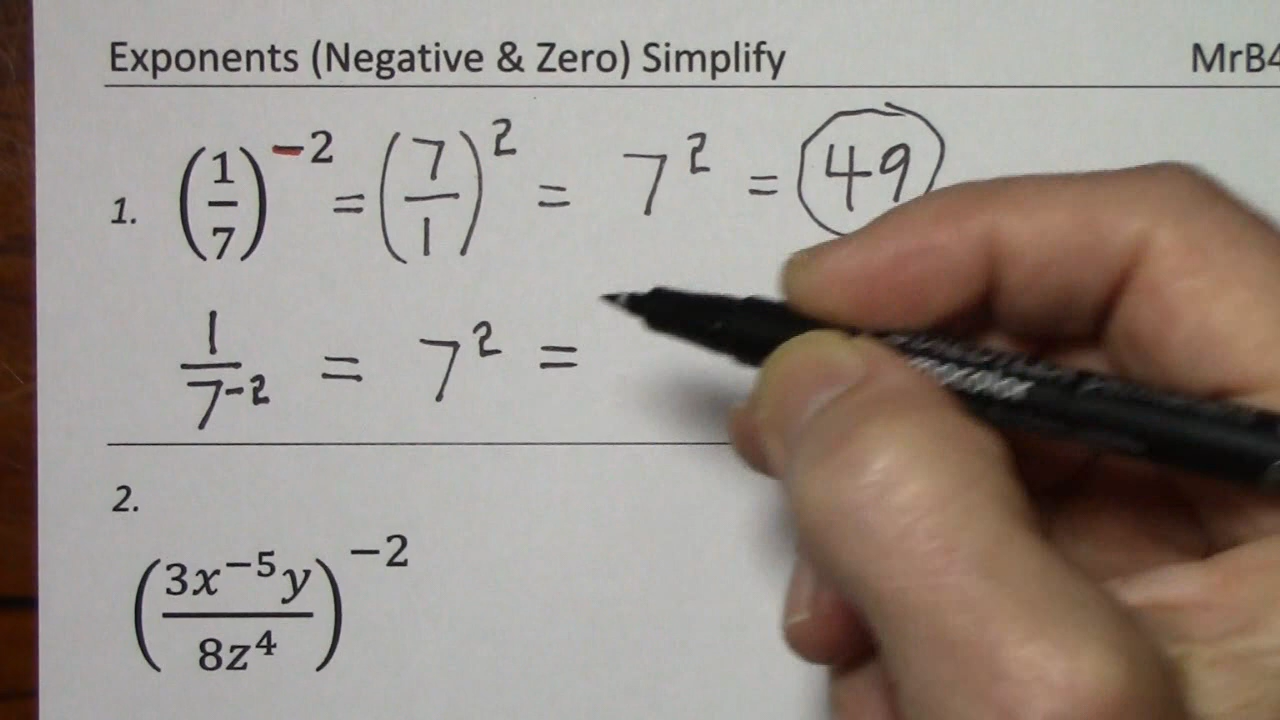 Exponents (Negative & Zero) Simplify MrB4
1. (1/7)^−2 = (7/1)^2 = 7^2 = 49
1/7^-2 = 7^2 =
2.
(3x^−5y/8z^4)^−2